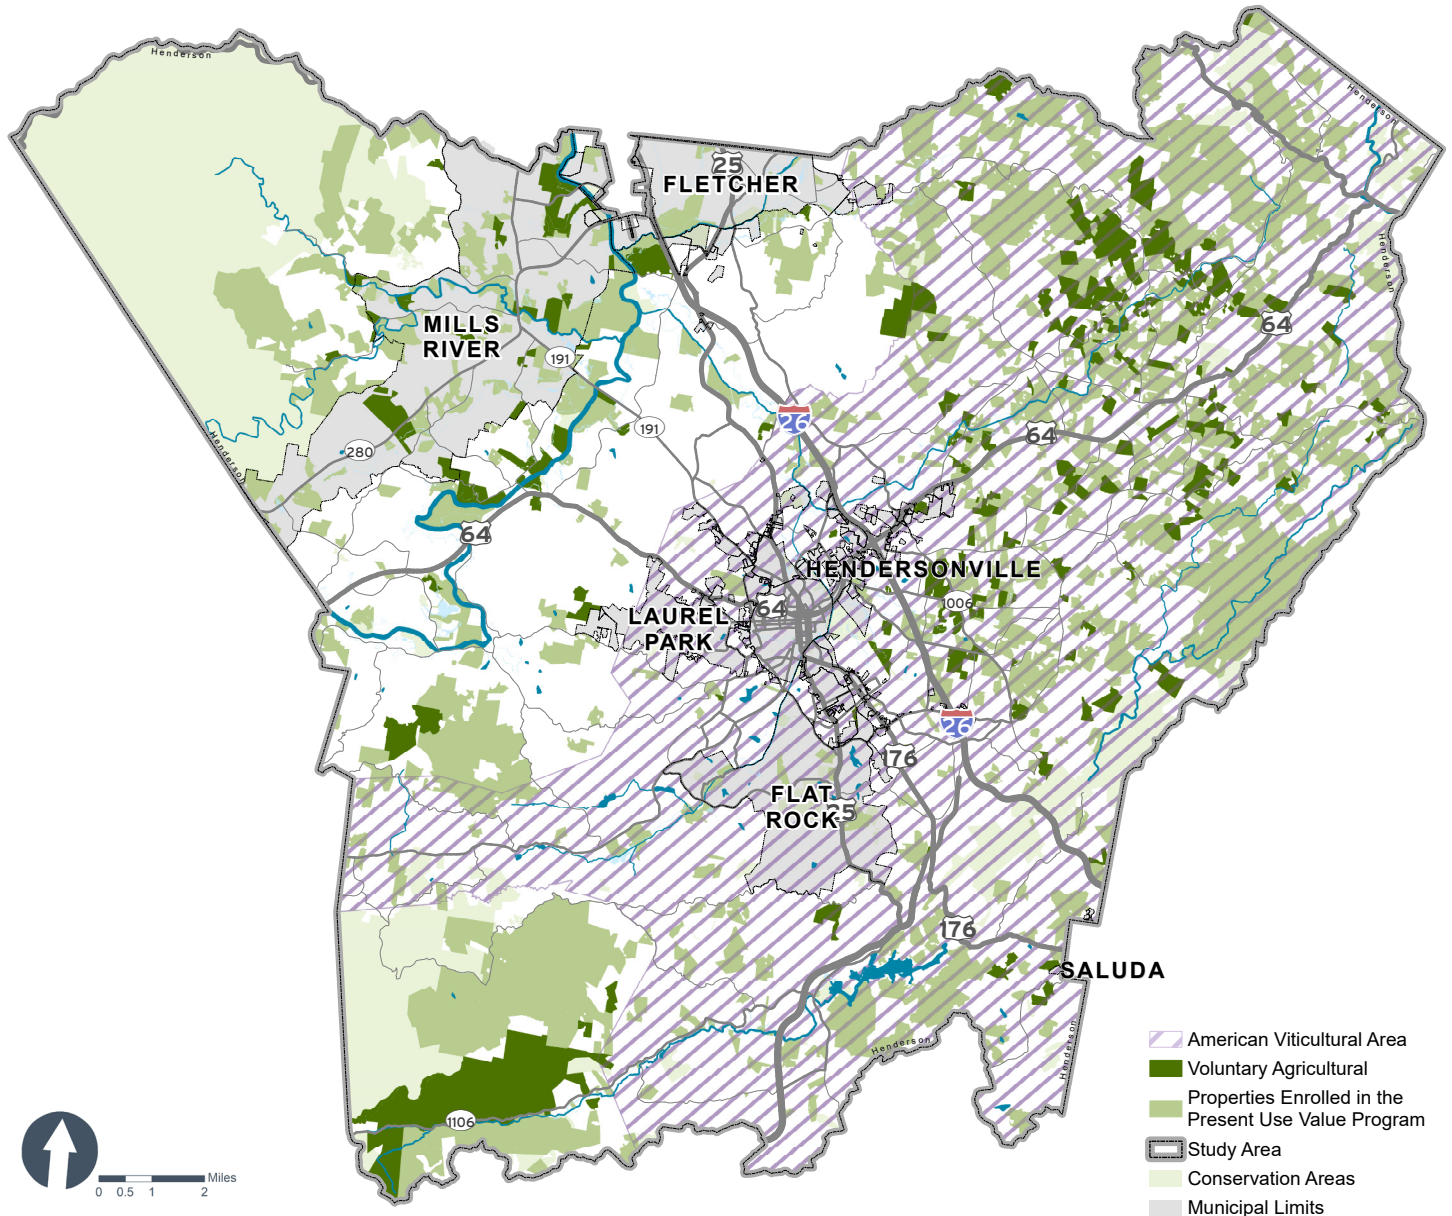 Henderson
Henderson
25
FLETCHER
Henderson
MILLS
RIVER
64
191
26
191
64
280
Henderson
64
HENDERSONVILLE
1006
64
LAUREL
PARK
26
176
FLAT
ROCK
25
176
SALUDA
Henderson
Henderson
1106
American Viticultural Area
Voluntary Agricultural
Properties Enrolled in the
Present Use Value Program
Study Area
Conservation Areas
Municipal Limits
Miles
0 0.5 1 2